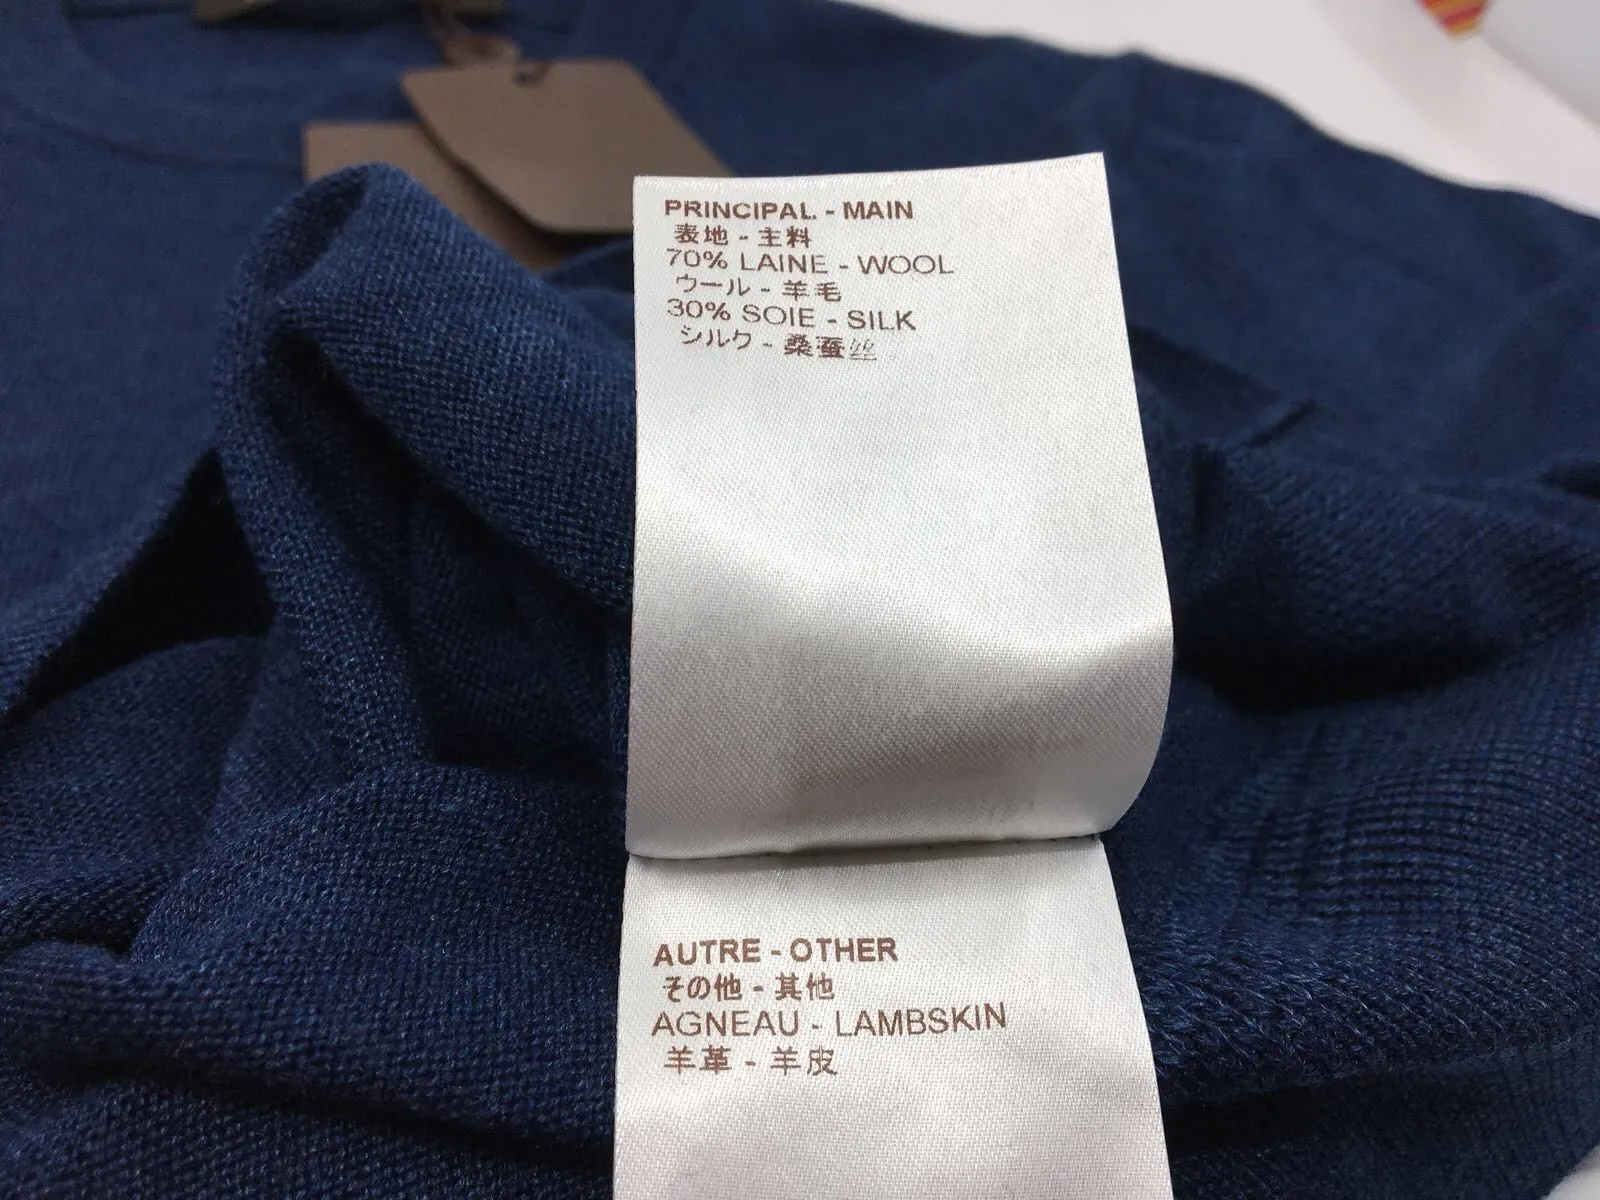 PRINCIPAL - MAIN
表地 - 主料
70% LAINE - WOOL
ウール - 羊毛
30% SOIE - SILK
シルク - 桑蚕丝
AUTRE - OTHER
その他 - 其他
AGNEAU - LAMBSKIN
羊革 - 羊皮